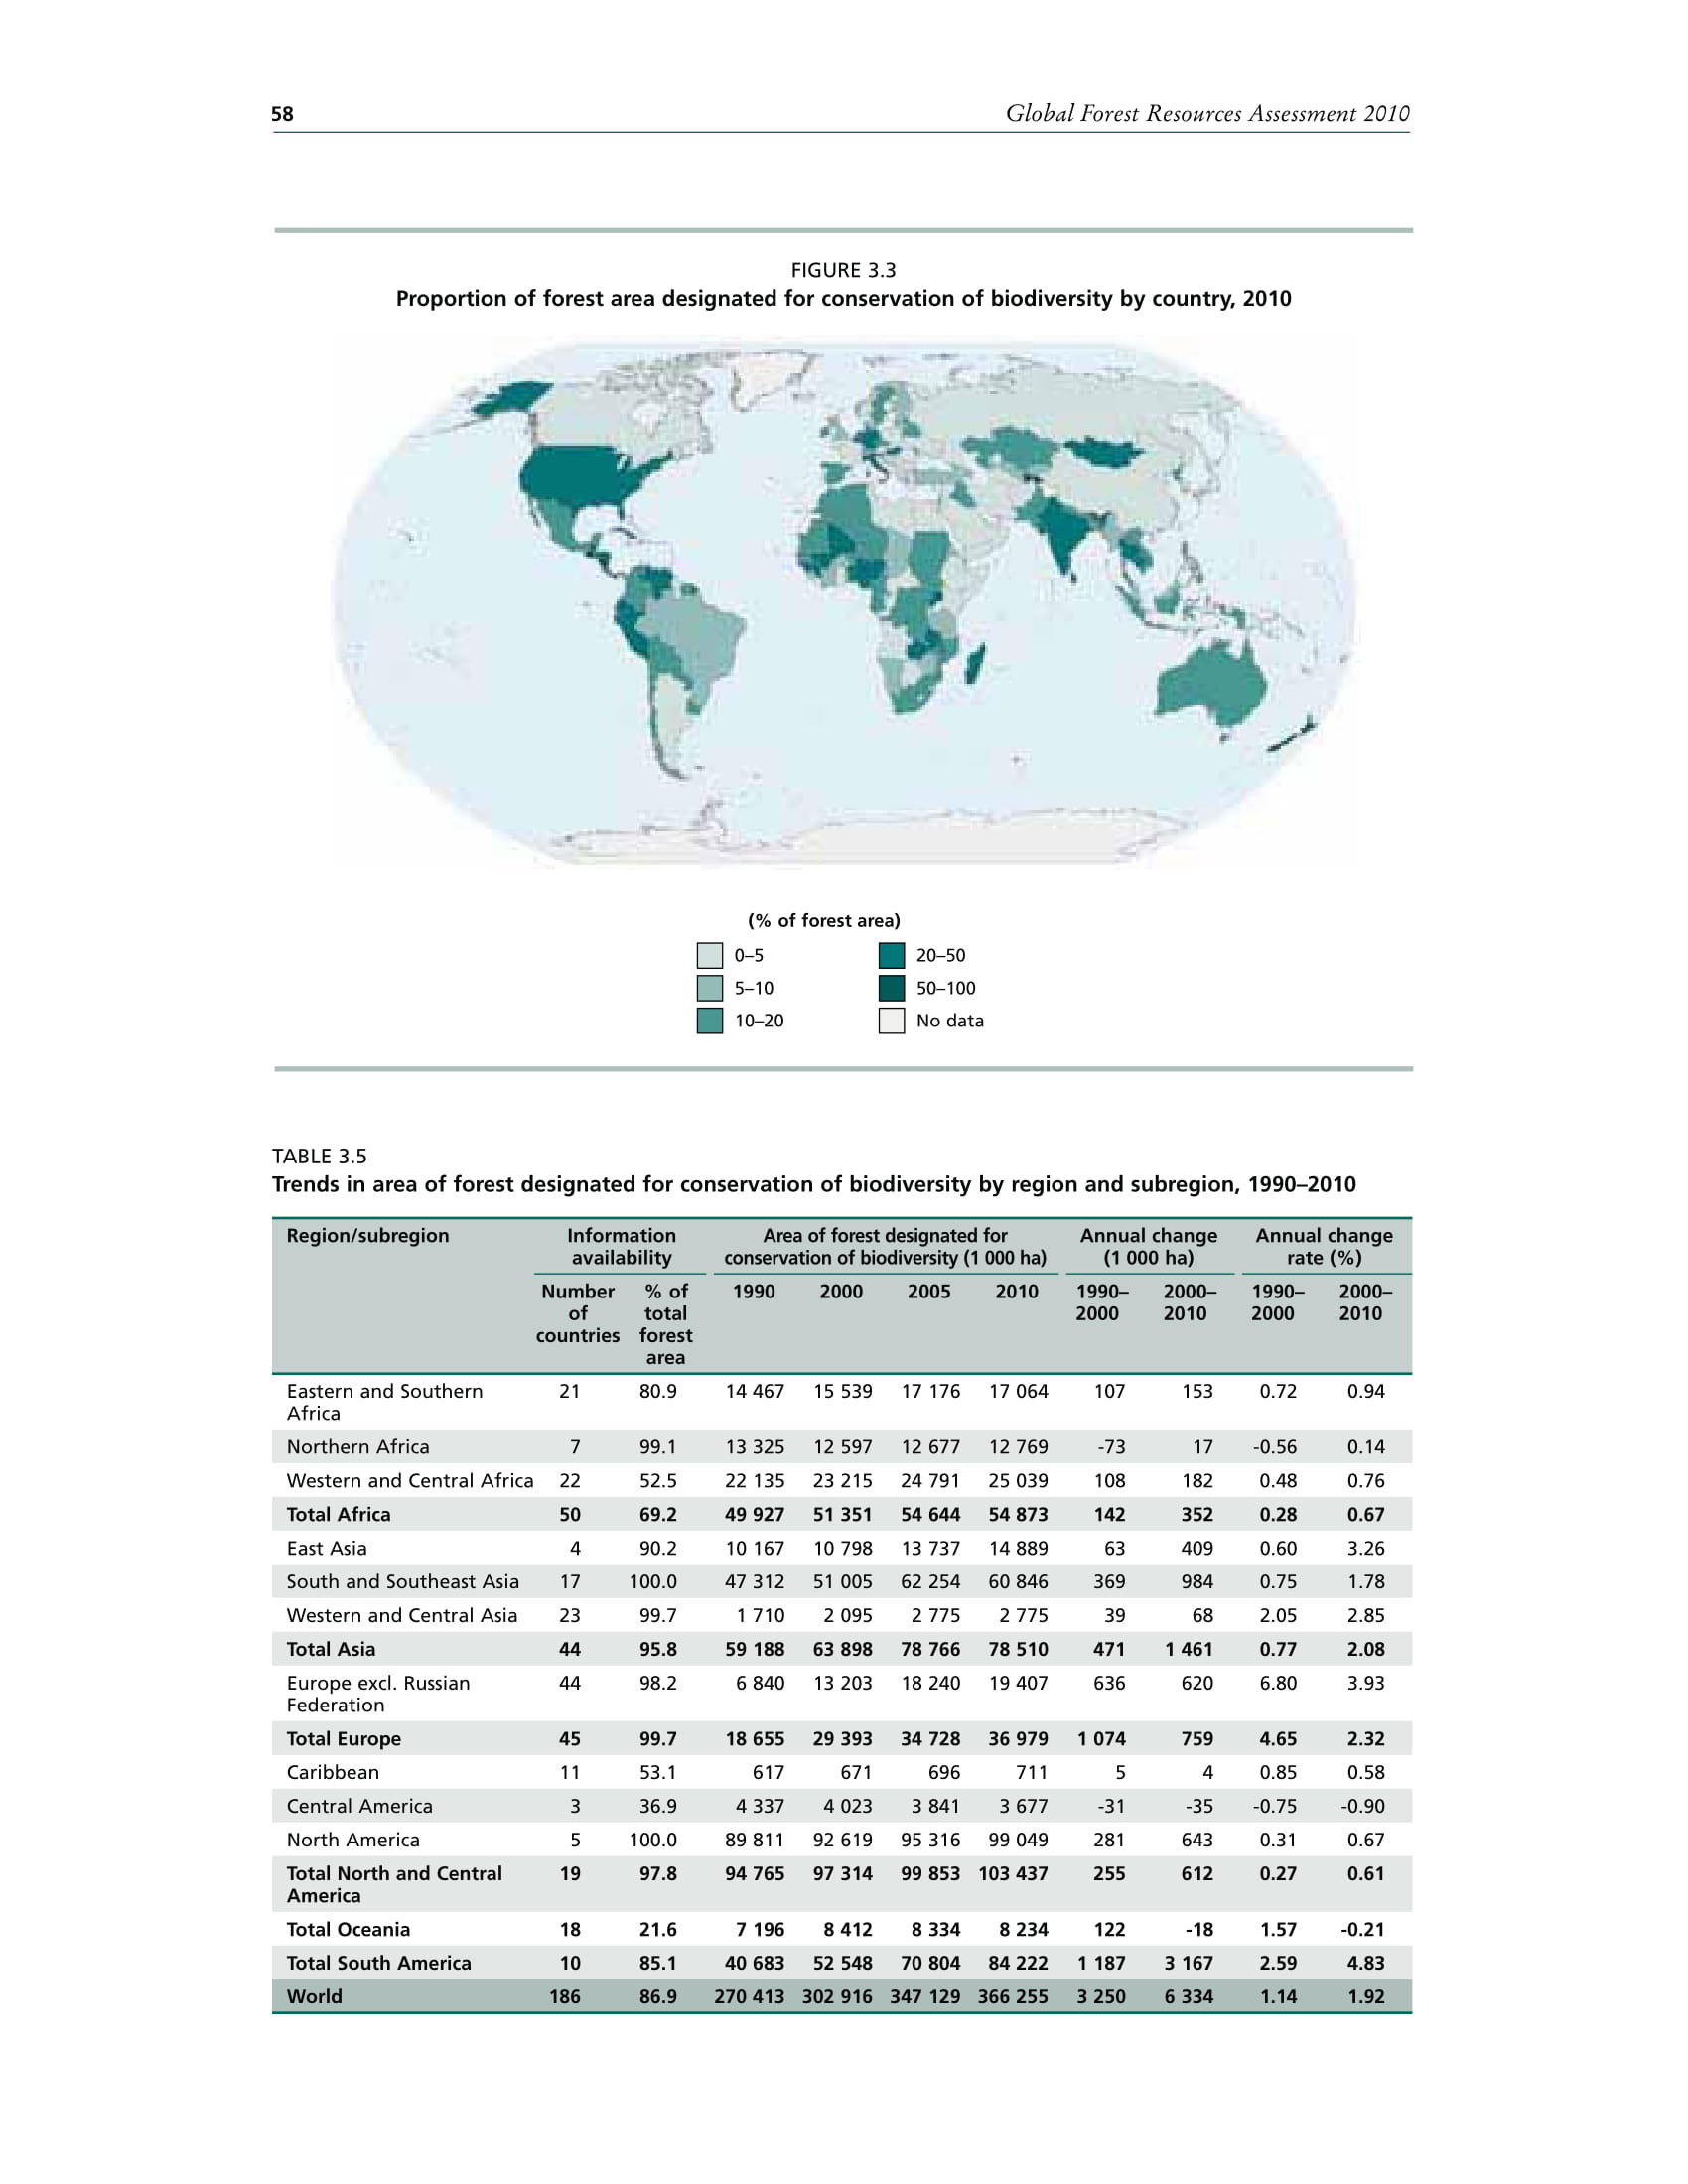 58
Global Forest Resources Assessment 2010
FIGURE 3.3
Proportion of forest area designated for conservation of biodiversity by country, 2010
(% of forest area)
0–5
20–50
5–10
50–100
10–20
No data
TABLE 3.5
Trends in area of forest designated for conservation of biodiversity by region and subregion, 1990–2010
Region/subregion Information availability Area of forest designated for conservation of biodiversity (1 000 ha) Annual change (1 000 ha) Annual change rate (%)
Number of countries % of total forest area 1990 2000 2005 2010 1990–2000 2000–2010 1990–2000 2000–2010
Eastern and Southern Africa 21 80.9 14 467 15 539 17 176 17 064 107 153 0.72 0.94
Northern Africa 7 99.1 13 325 12 597 12 677 12 769 -73 17 -0.56 0.14
Western and Central Africa 22 52.5 22 135 23 215 24 791 25 039 108 182 0.48 0.76
Total Africa 50 69.2 49 927 51 351 54 644 54 873 142 352 0.28 0.67
East Asia 4 90.2 10 167 10 798 13 737 14 889 63 409 0.60 3.26
South and Southeast Asia 17 100.0 47 312 51 005 62 254 60 846 369 984 0.75 1.78
Western and Central Asia 23 99.7 1 710 2 095 2 775 2 775 39 68 2.05 2.85
Total Asia 44 95.8 59 188 63 898 78 766 78 510 471 1 461 0.77 2.08
Europe excl. Russian Federation 44 98.2 6 840 13 203 18 240 19 407 636 620 6.80 3.93
Total Europe 45 99.7 18 655 29 393 34 728 36 979 1 074 759 4.65 2.32
Caribbean 11 53.1 617 671 696 711 5 4 0.85 0.58
Central America 3 36.9 4 337 4 023 3 841 3 677 -31 -35 -0.75 -0.90
North America 5 100.0 89 811 92 619 95 316 99 049 281 643 0.31 0.67
Total North and Central America 19 97.8 94 765 97 314 99 853 103 437 255 612 0.27 0.61
Total Oceania 18 21.6 7 196 8 412 8 334 8 234 122 -18 1.57 -0.21
Total South America 10 85.1 40 683 52 548 70 804 84 222 1 187 3 167 2.59 4.83
World 186 86.9 270 413 302 916 347 129 366 255 3 250 6 334 1.14 1.92